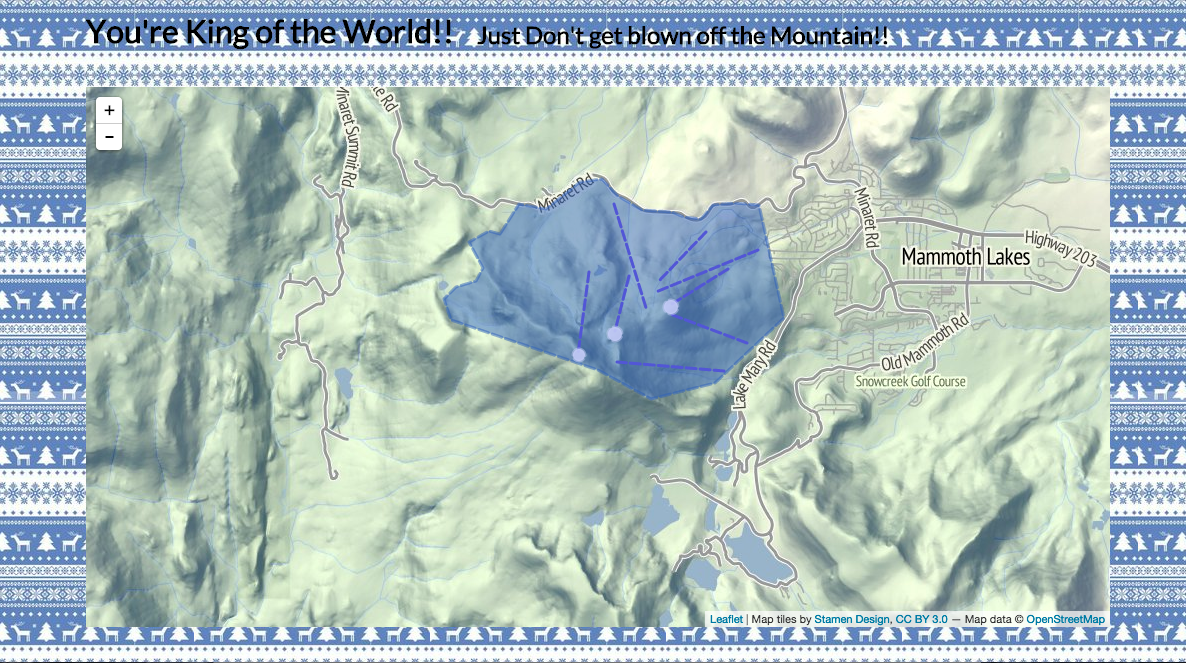 You're King of the World!! Just Don't get blown off the Mountain!!
+
−
Minaret Summit Rd
ke Rd
Minaret Rd
Minaret Rd
Mammoth Lakes
Highway 203
Old Mammoth Rd
Snowcreek Golf Course
Lake Mary Rd
Leaflet | Map tiles by Stamen Design, CC BY 3.0 — Map data © OpenStreetMap